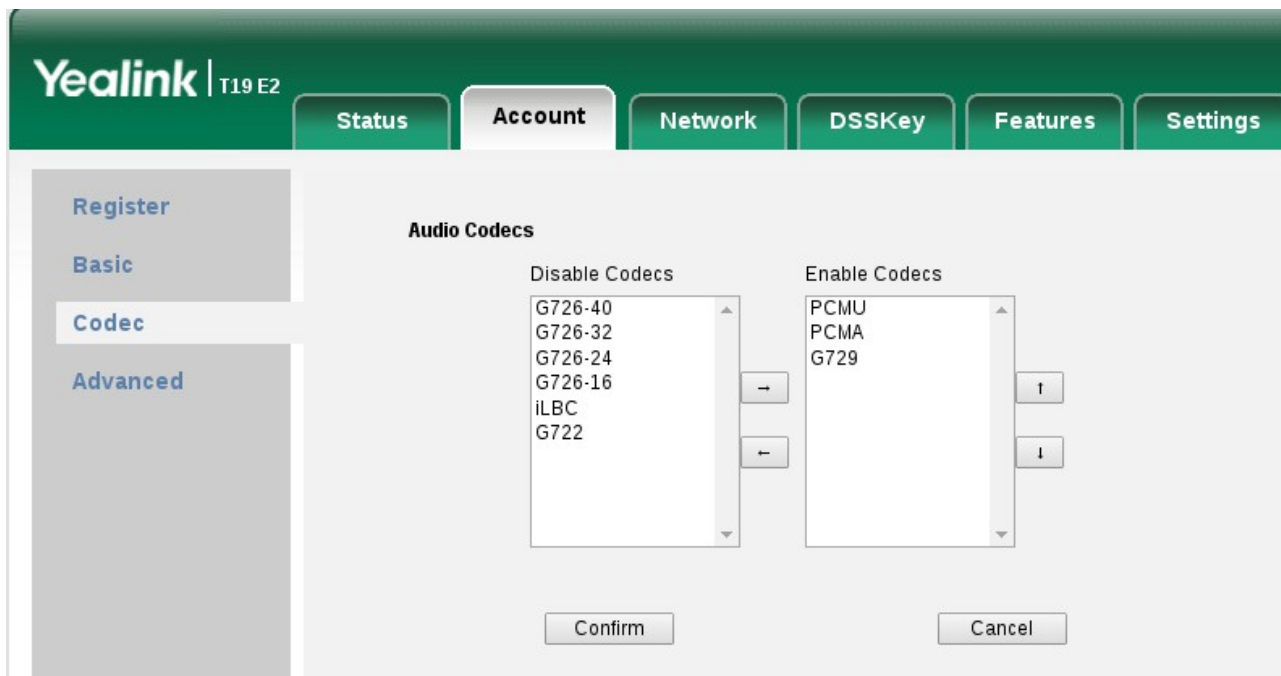 Yealink T19 E2
Status Account Network DSSKey Features Settings
Register
Basic
Codec
Advanced
Audio Codecs
Disable Codecs
G726-40
G726-32
G726-24
G726-16
iLBC
G722
→
←
Enable Codecs
PCMU
PCMA
G729
↑
↓
Confirm Cancel